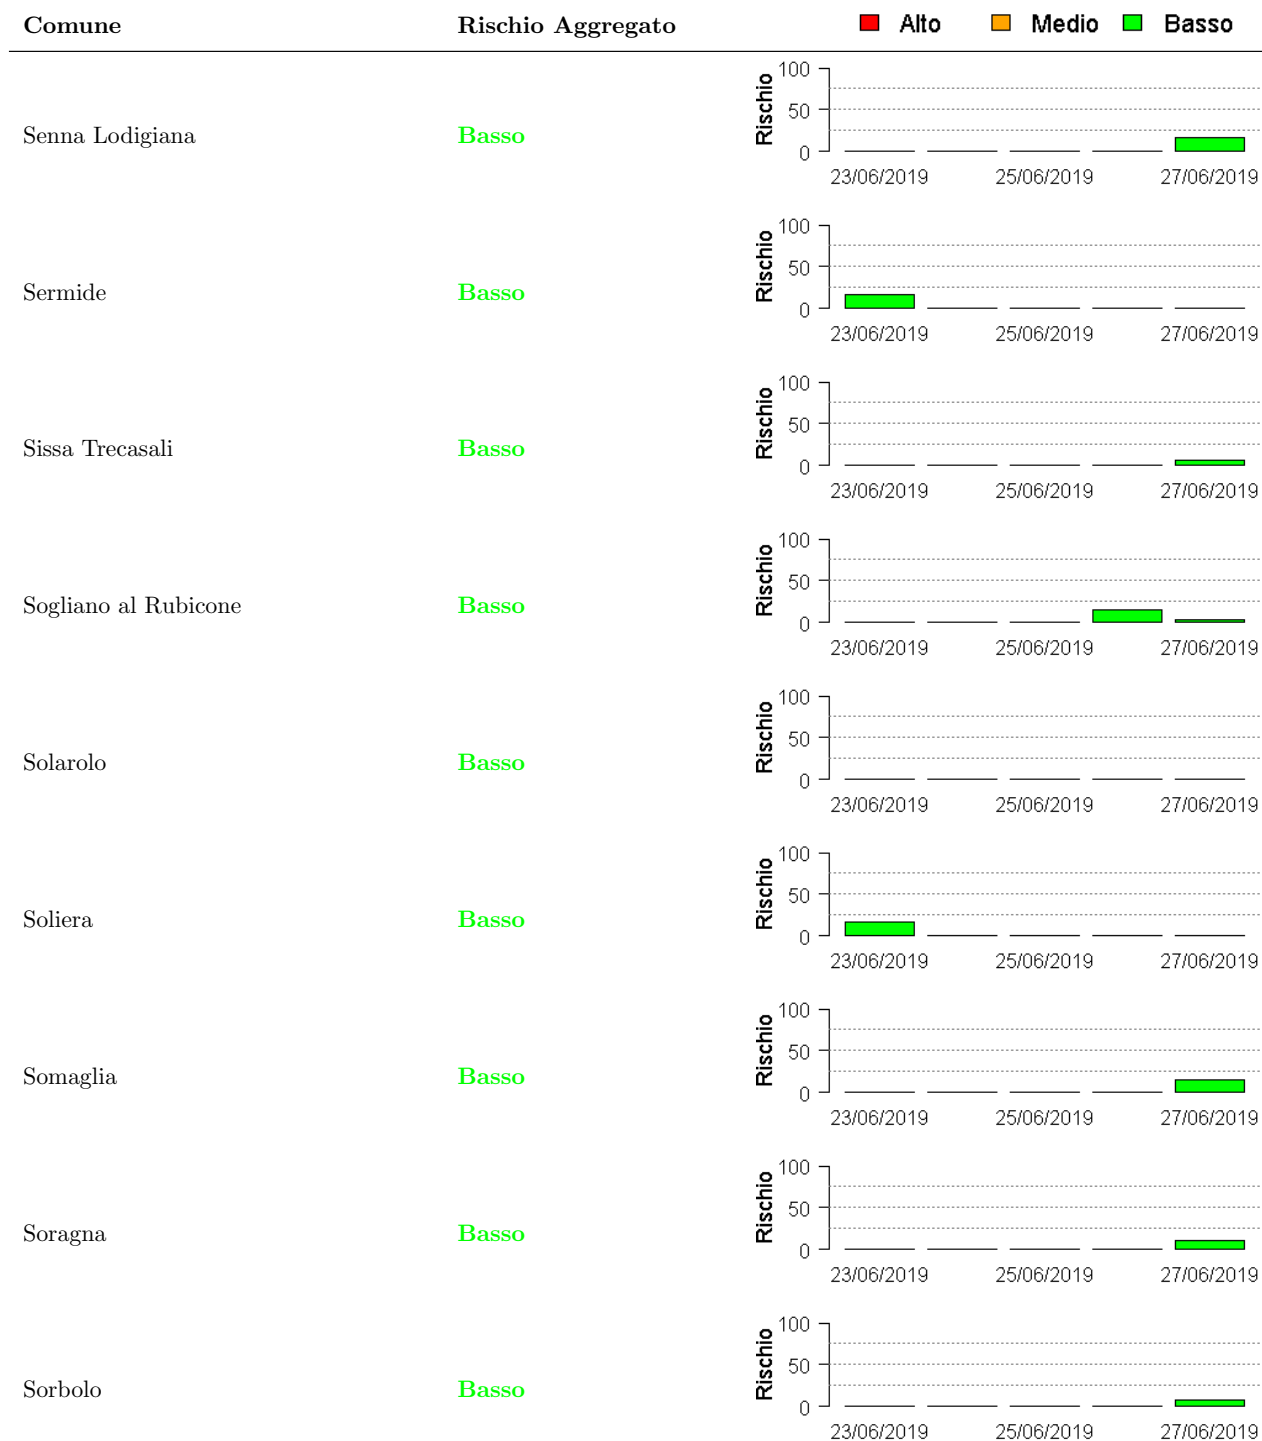 Comune Rischio Aggregato Alto Medio Basso
Senna Lodigiana Basso Rischio 100 50 0
23/06/2019 25/06/2019 27/06/2019
Sermide Basso Rischio 100 50 0
23/06/2019 25/06/2019 27/06/2019
Sissa Trecasali Basso Rischio 100 50 0
23/06/2019 25/06/2019 27/06/2019
Sogliano al Rubicone Basso Rischio 100 50 0
23/06/2019 25/06/2019 27/06/2019
Solarolo Basso Rischio 100 50 0
23/06/2019 25/06/2019 27/06/2019
Soliera Basso Rischio 100 50 0
23/06/2019 25/06/2019 27/06/2019
Somaglia Basso Rischio 100 50 0
23/06/2019 25/06/2019 27/06/2019
Soragna Basso Rischio 100 50 0
23/06/2019 25/06/2019 27/06/2019
Sorbolo Basso Rischio 100 50 0
23/06/2019 25/06/2019 27/06/2019